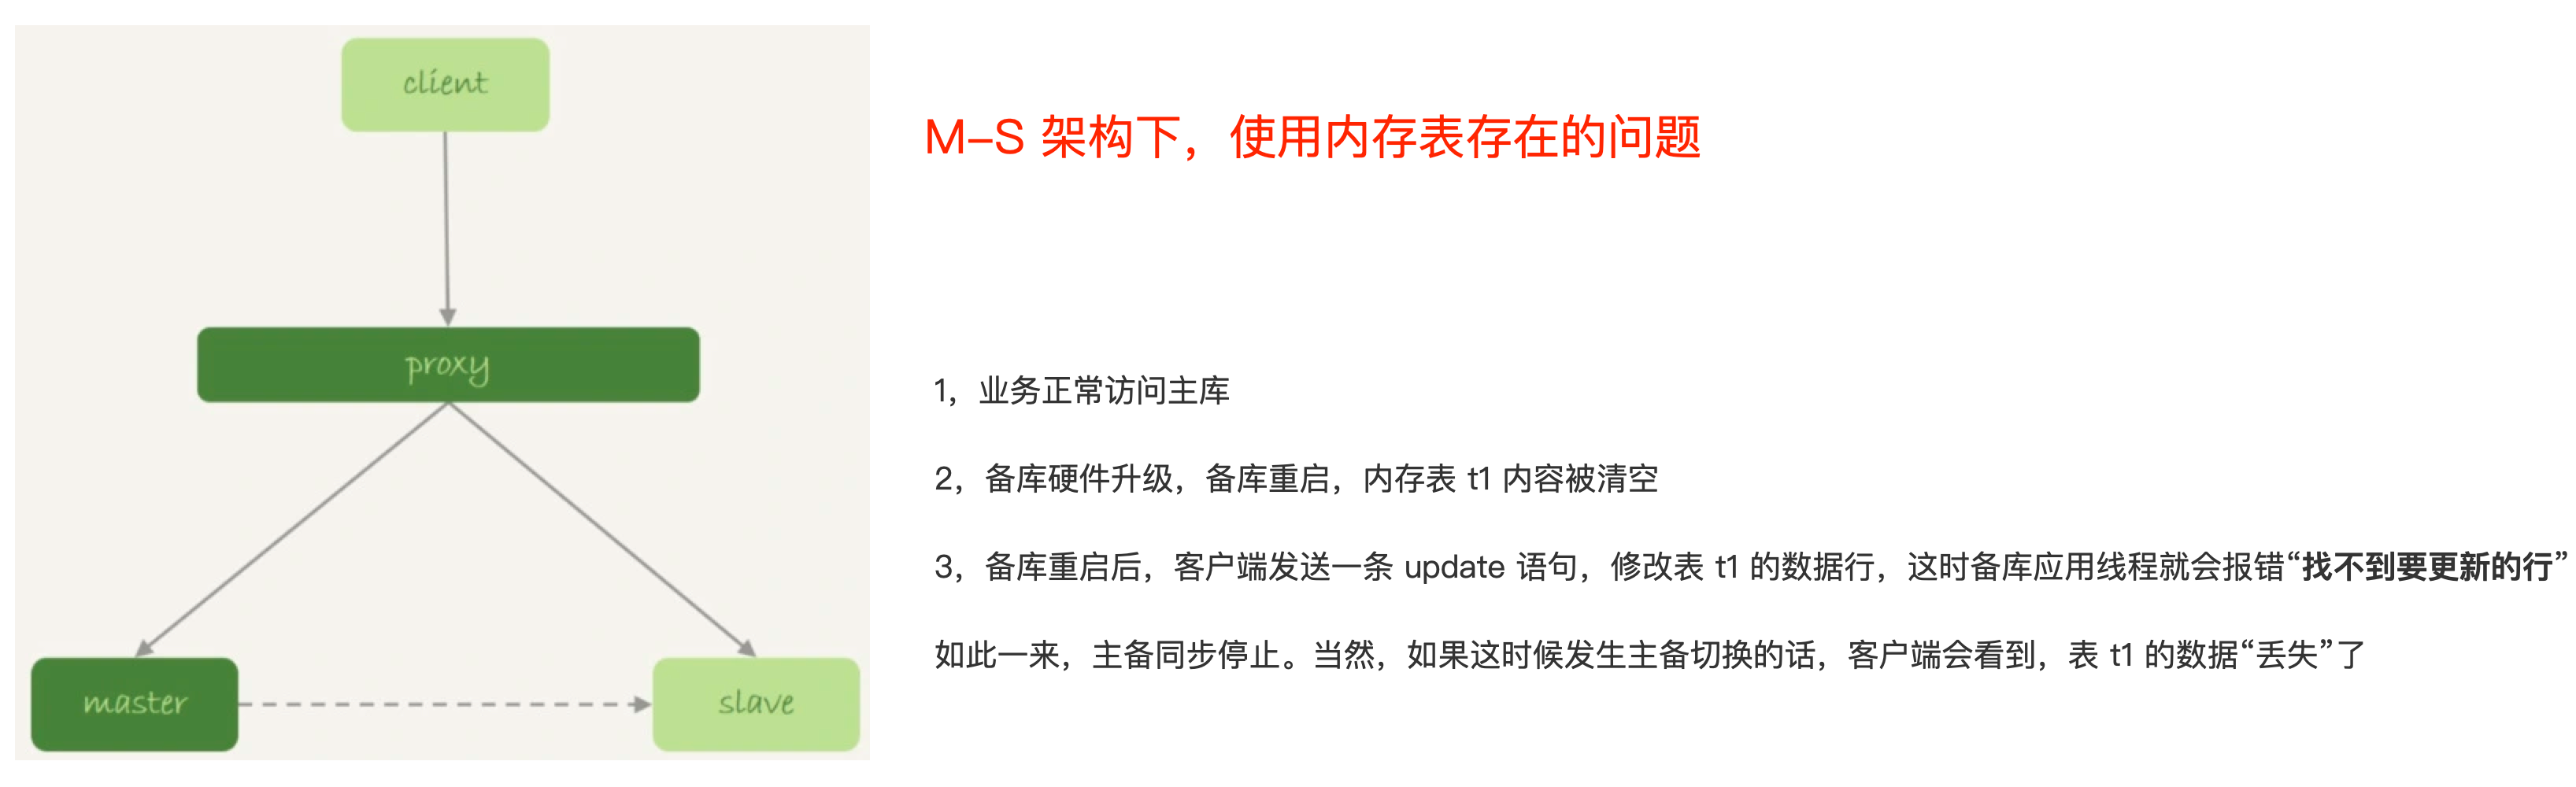 client
proxy
master
slave
M-S 架构下，使用内存表存在的问题
1，业务正常访问主库
2，备库硬件升级，备库重启，内存表 t1 内容被清空
3，备库重启后，客户端发送一条 update 语句，修改表 t1 的数据行，这时备库应用线程就会报错“找不到要更新的行”
如此一来，主备同步停止。当然，如果这时候发生主备切换的话，客户端会看到，表 t1 的数据“丢失”了